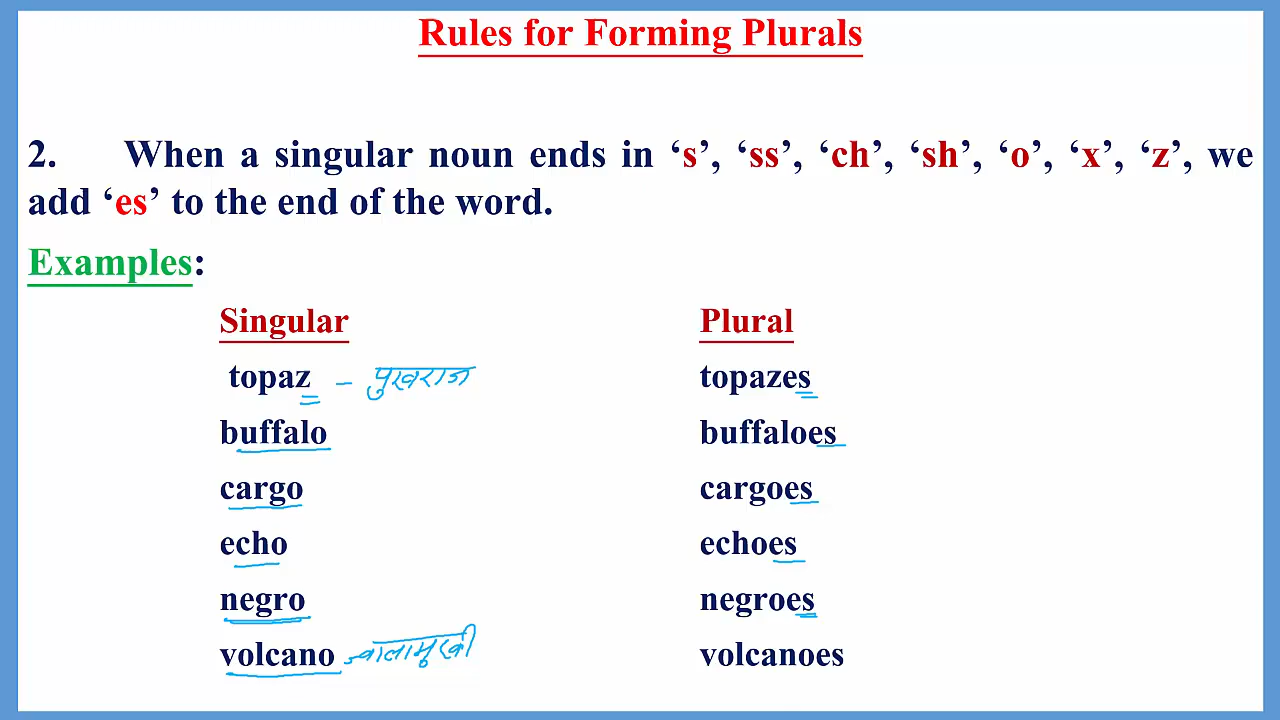 Rules for Forming Plurals
2. When a singular noun ends in ‘s’, ‘ss’, ‘ch’, ‘sh’, ‘o’, ‘x’, ‘z’, we
add ‘es’ to the end of the word.
Examples:
Singular Plural
topaz – पुखराज topazes
buffalo buffaloes
cargo cargoes
echo echoes
negro negroes
volcano ज्वालामुखी volcanoes